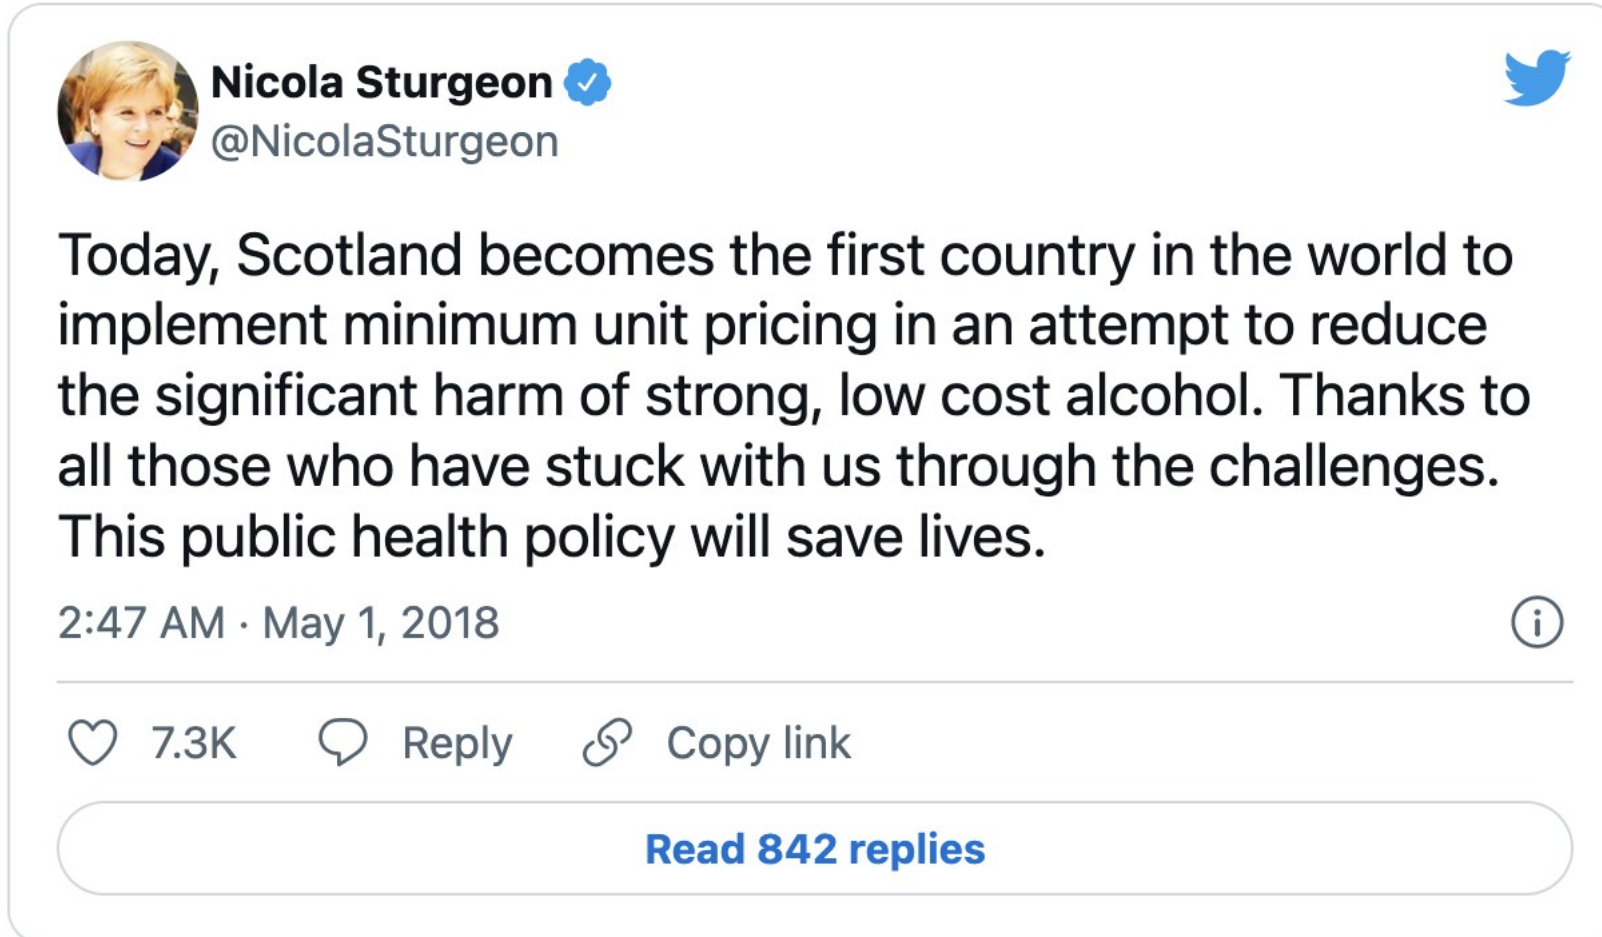 Nicola Sturgeon
@NicolaSturgeon
Today, Scotland becomes the first country in the world to
implement minimum unit pricing in an attempt to reduce
the significant harm of strong, low cost alcohol. Thanks to
all those who have stuck with us through the challenges.
This public health policy will save lives.
2:47 AM · May 1, 2018
7.3K Reply Copy link
Read 842 replies